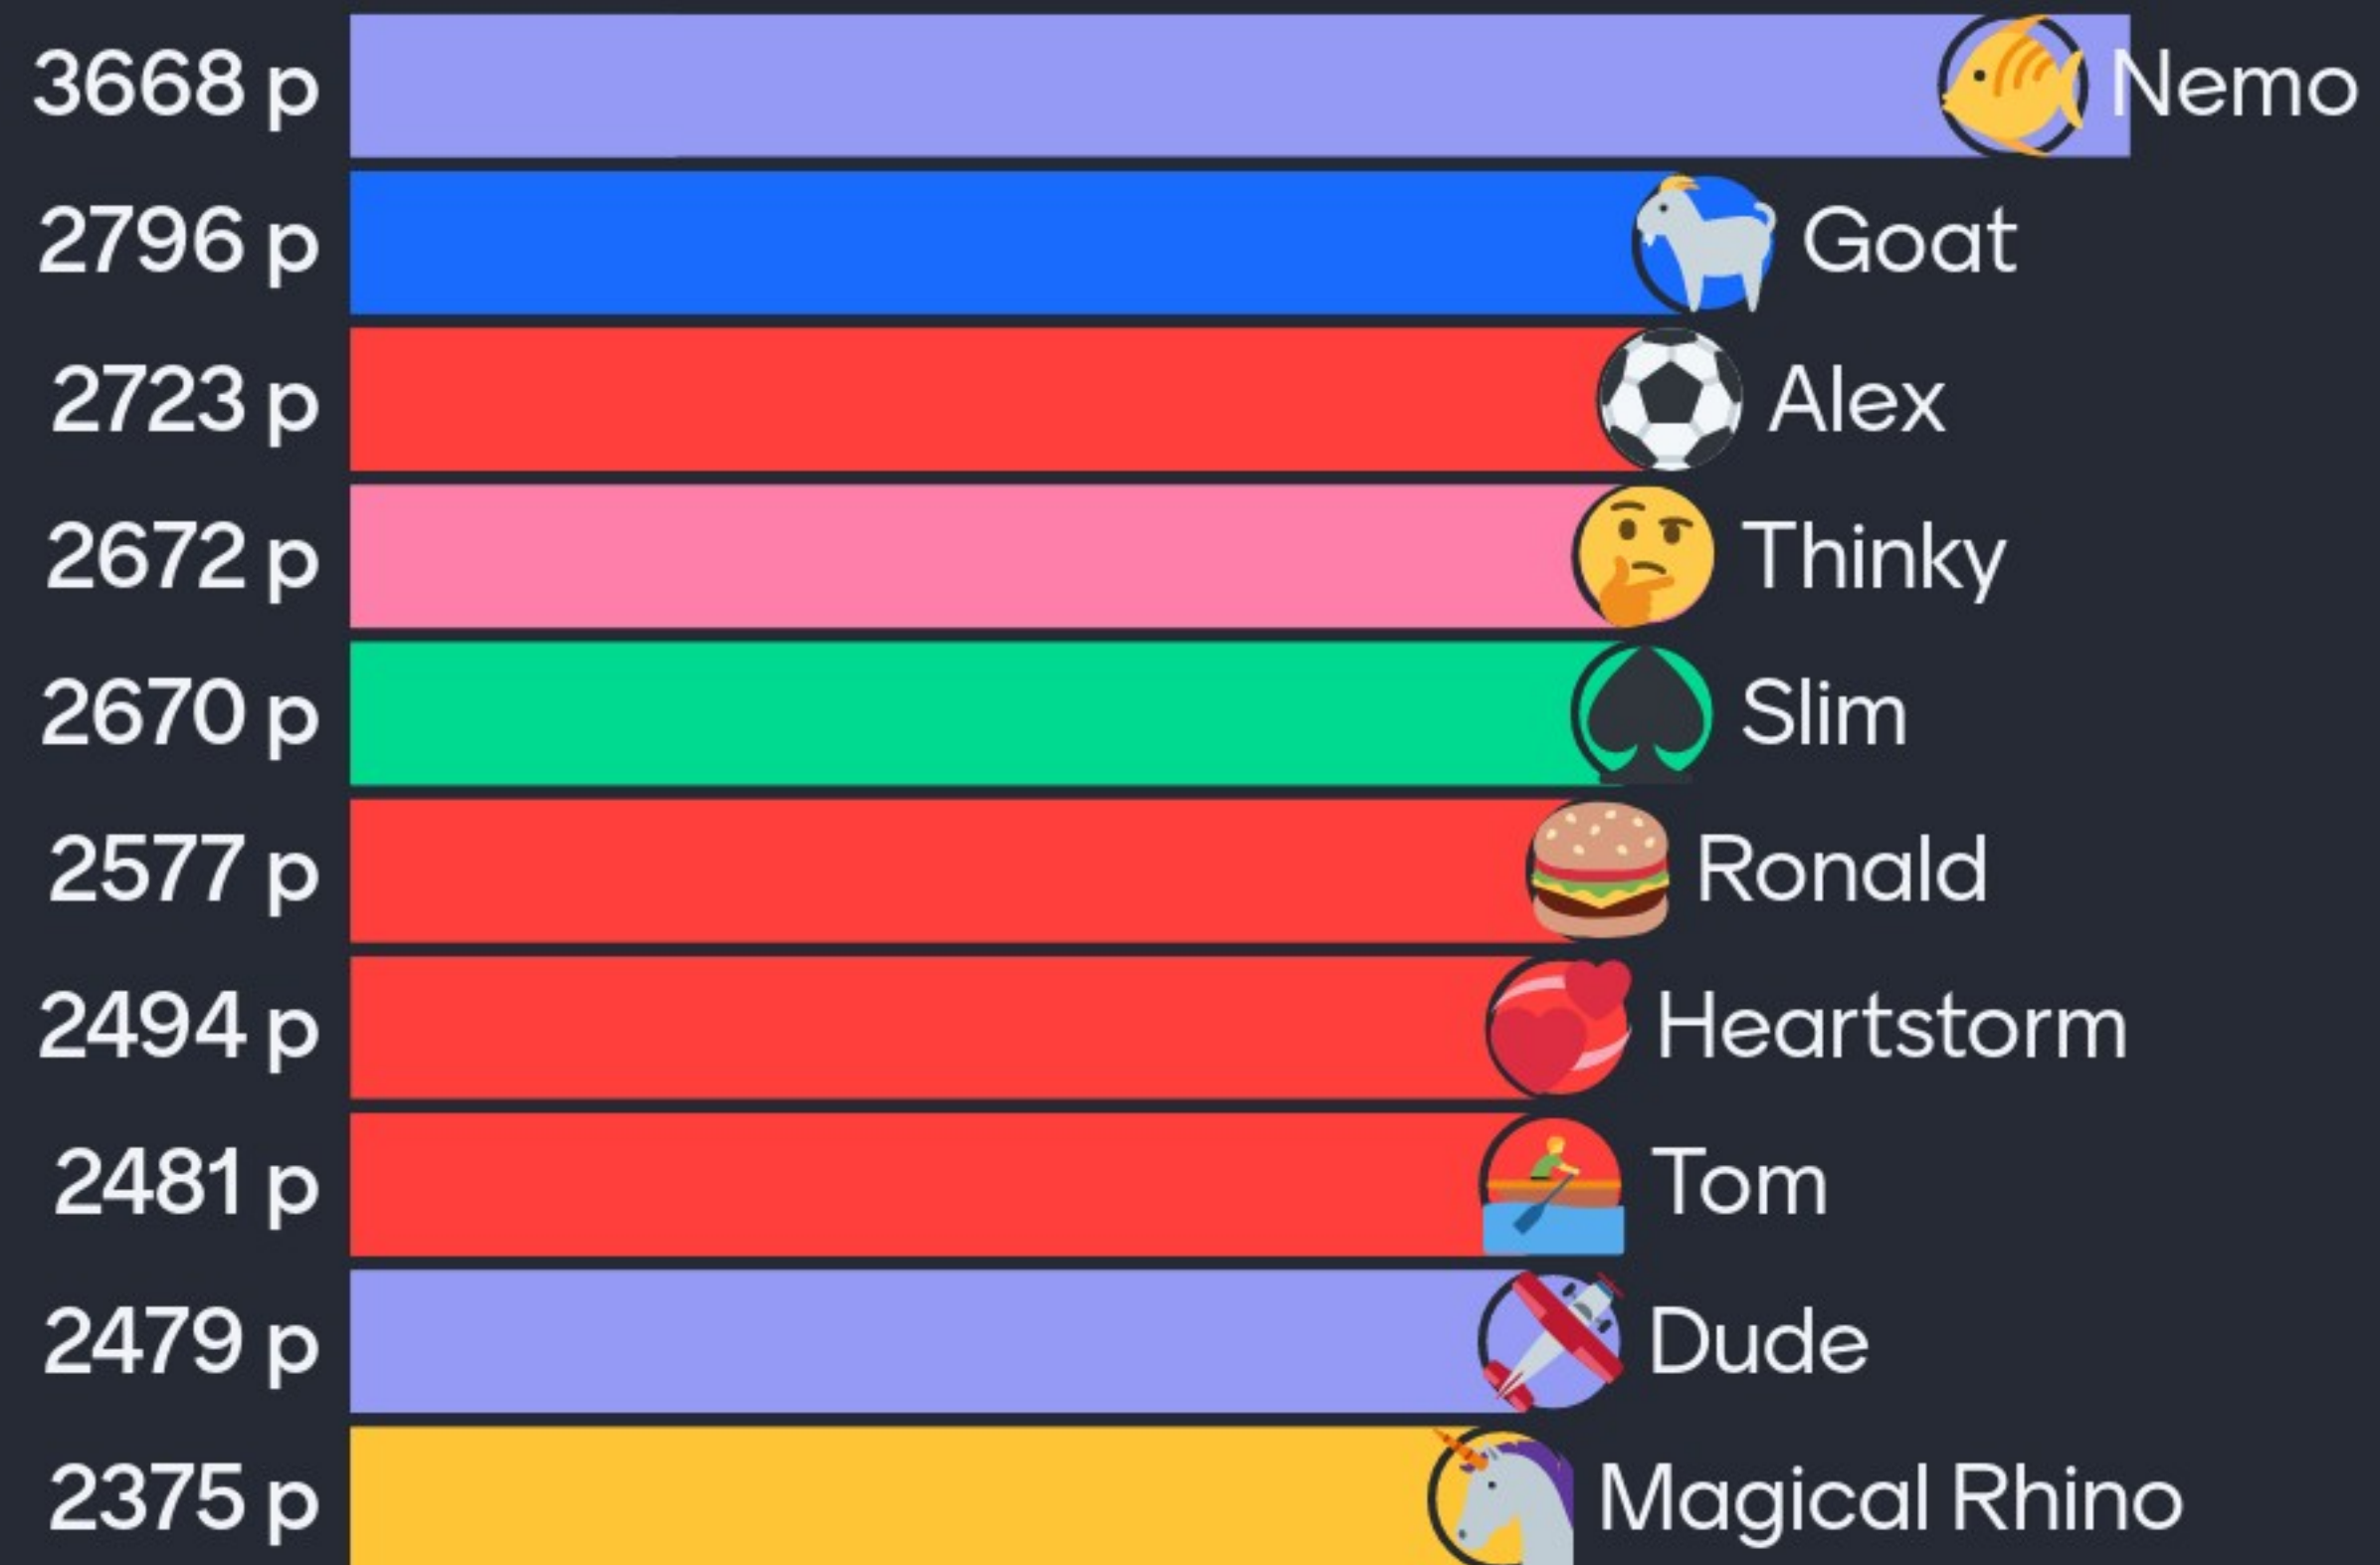 3668 p Nemo
2796 p Goat
2723 p Alex
2672 p Thinky
2670 p Slim
2577 p Ronald
2494 p Heartstorm
2481 p Tom
2479 p Dude
2375 p Magical Rhino